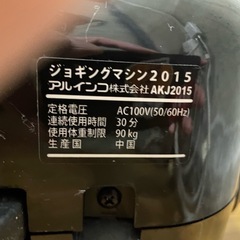 ジョギングマシン2015
アルインコ株式会社 AKJ2015
定格電圧 AC100V(50/60Hz)
連続使用時間 30分
使用体重制限 90kg
生産国 中国